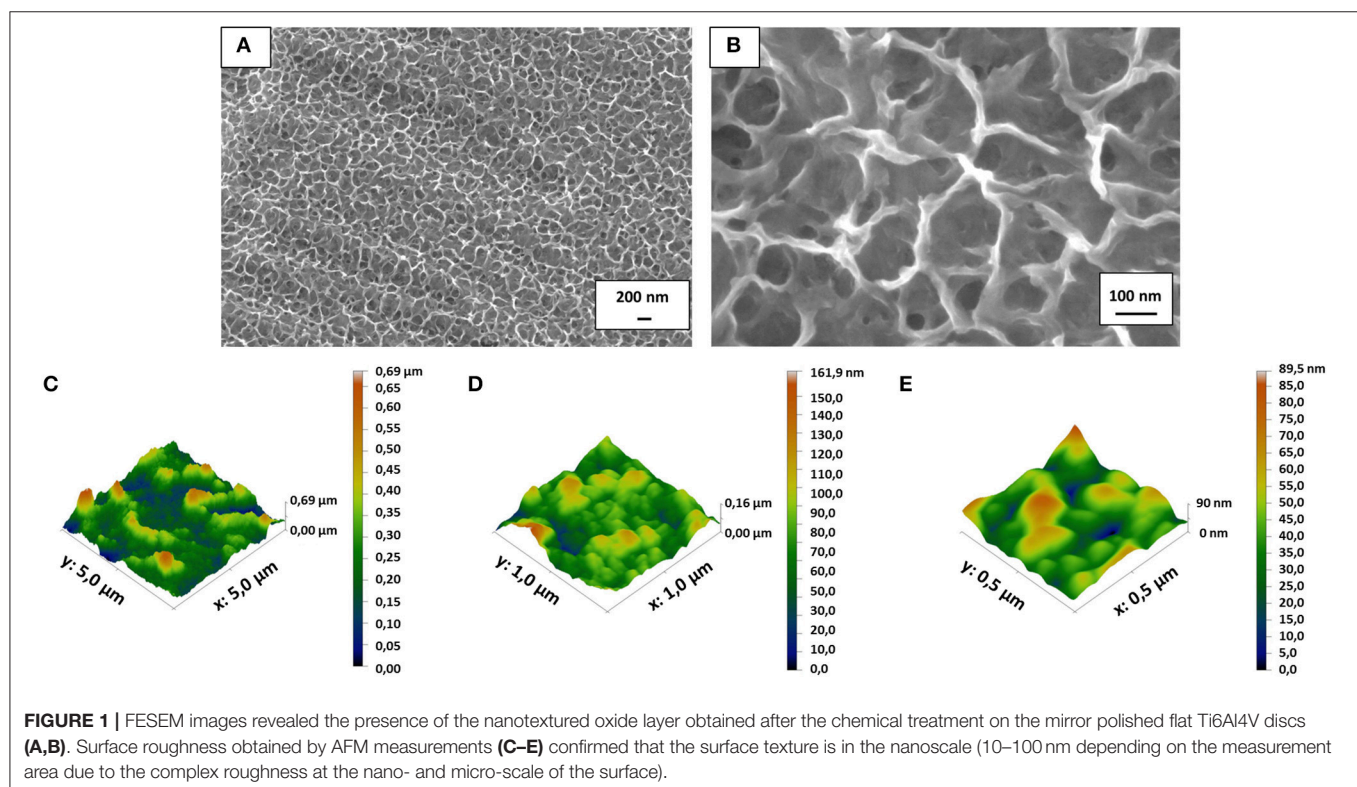 A
B
200 nm
100 nm
C
0,69 µm
0,65
0,60
0,55
0,50
0,45
0,40
0,35
0,30
0,25
0,20
0,15
0,10
0,05
0,00
0,69 µm
0,00 µm
y: 5,0 µm
x: 5,0 µm
D
161,9 nm
150,0
140,0
130,0
120,0
110,0
100,0
90,0
80,0
70,0
60,0
50,0
40,0
30,0
20,0
10,0
0,0
0,16 µm
0,00 µm
y: 1,0 µm
x: 1,0 µm
E
89,5 nm
85,0
80,0
75,0
70,0
65,0
60,0
55,0
50,0
45,0
40,0
35,0
30,0
25,0
20,0
15,0
10,0
5,0
0,0
90 nm
0 nm
y: 0,5 µm
x: 0,5 µm
FIGURE 1 | FESEM images revealed the presence of the nanotextured oxide layer obtained after the chemical treatment on the mirror polished flat Ti6Al4V discs
(A,B). Surface roughness obtained by AFM measurements (C–E) confirmed that the surface texture is in the nanoscale (10–100 nm depending on the measurement
area due to the complex roughness at the nano- and micro-scale of the surface).